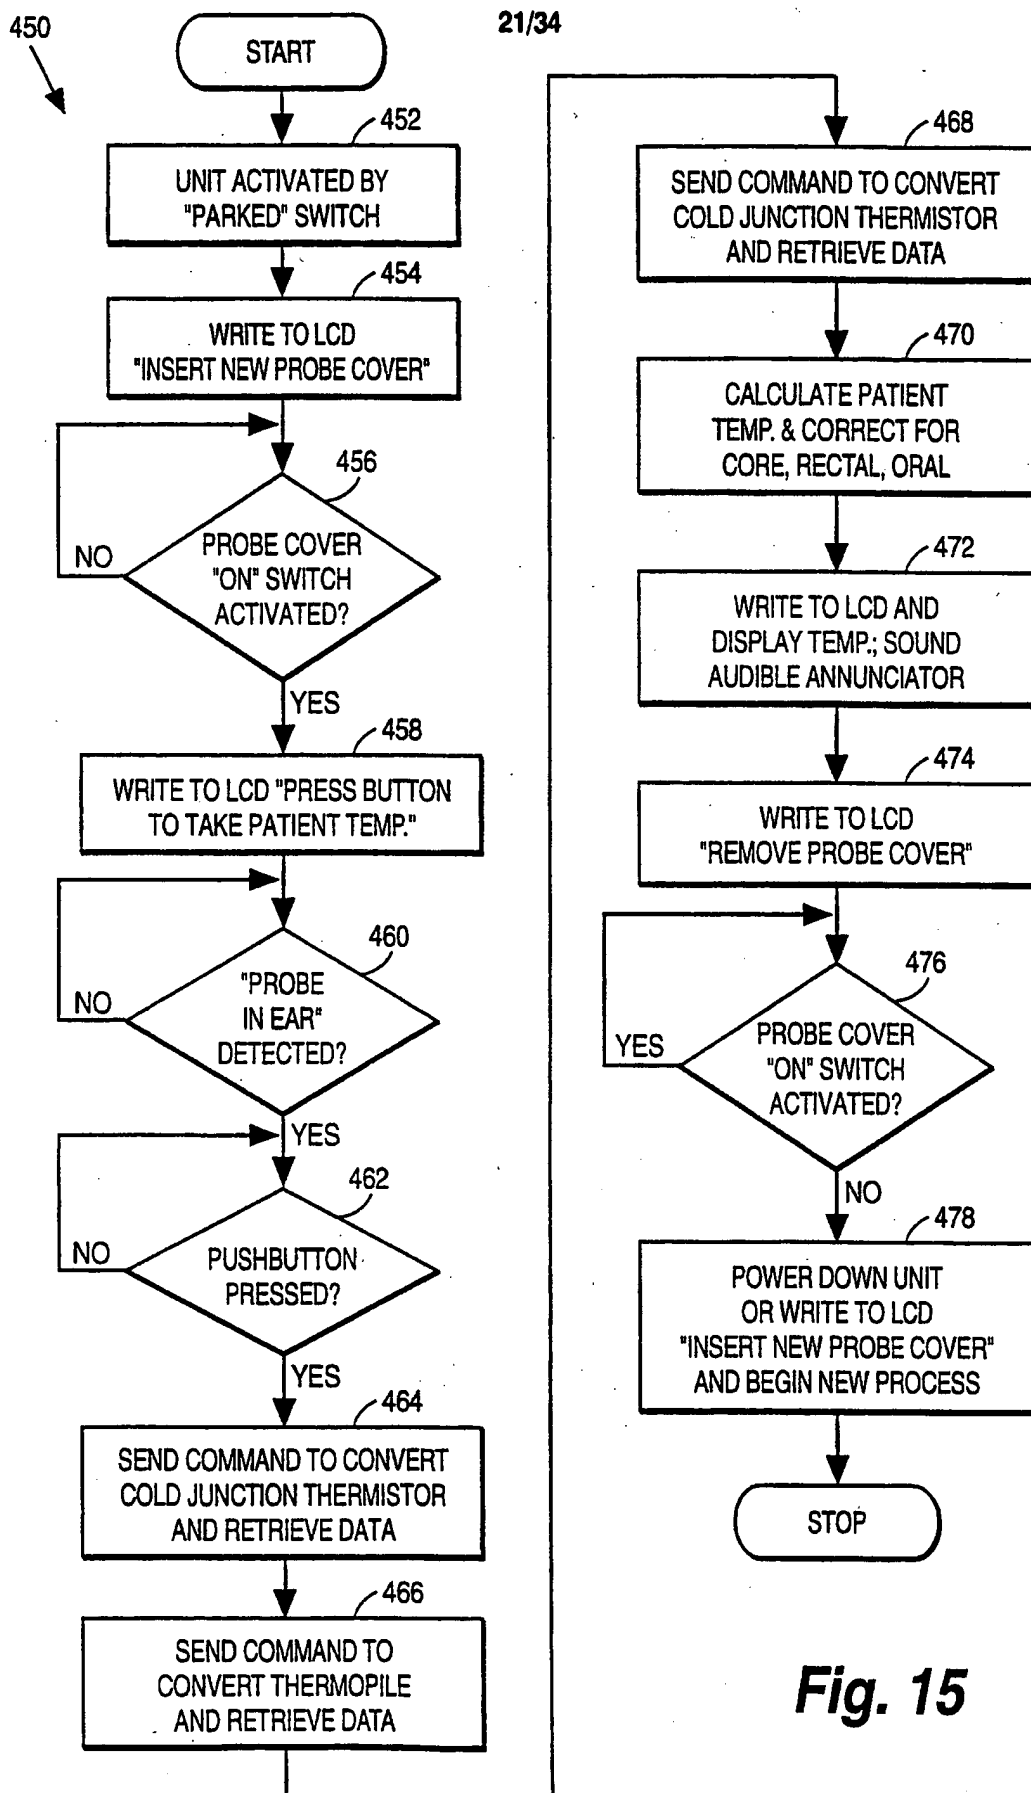 21/34
450
START
452
UNIT ACTIVATED BY
"PARKED" SWITCH
454
WRITE TO LCD
"INSERT NEW PROBE COVER"
456
PROBE COVER
"ON" SWITCH
ACTIVATED?
NO
YES
458
WRITE TO LCD "PRESS BUTTON
TO TAKE PATIENT TEMP."
460
"PROBE
IN EAR"
DETECTED?
NO
YES
462
PUSHBUTTON
PRESSED?
NO
YES
464
SEND COMMAND TO CONVERT
COLD JUNCTION THERMISTOR
AND RETRIEVE DATA
466
SEND COMMAND TO
CONVERT THERMOPILE
AND RETRIEVE DATA
468
SEND COMMAND TO CONVERT
COLD JUNCTION THERMISTOR
AND RETRIEVE DATA
470
CALCULATE PATIENT
TEMP. & CORRECT FOR
CORE, RECTAL, ORAL
472
WRITE TO LCD AND
DISPLAY TEMP.; SOUND
AUDIBLE ANNUNCIATOR
474
WRITE TO LCD
"REMOVE PROBE COVER"
476
PROBE COVER
"ON" SWITCH
ACTIVATED?
YES
NO
478
POWER DOWN UNIT
OR WRITE TO LCD
"INSERT NEW PROBE COVER"
AND BEGIN NEW PROCESS
STOP
Fig. 15